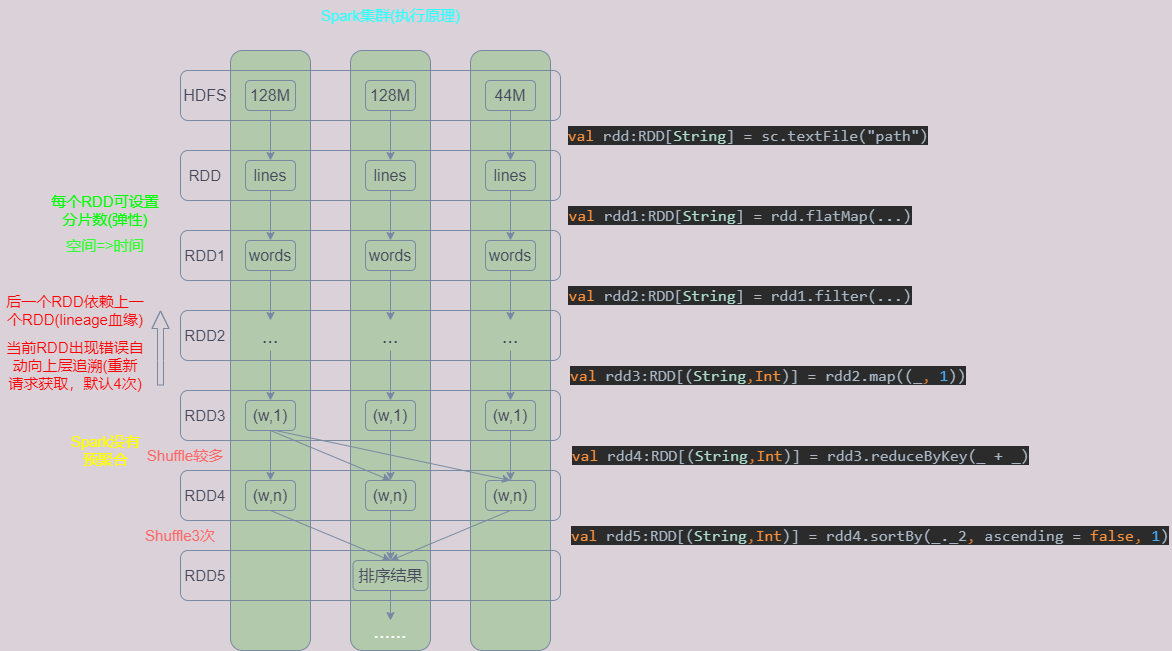 Spark集群(执行原理)
HDFS
128M
128M
44M
val rdd:RDD[String] = sc.textFile("path")
RDD
lines
lines
lines
每个RDD可设置
分片数(弹性)
空间=>时间
val rdd1:RDD[String] = rdd.flatMap(...)
RDD1
words
words
words
val rdd2:RDD[String] = rdd1.filter(...)
后一个RDD依赖上一
个RDD(lineage血缘)
当前RDD出现错误自
动向上层追溯(重新
请求获取，默认4次)
RDD2
...
...
...
val rdd3:RDD[(String,Int)] = rdd2.map((_, 1))
RDD3
(w,1)
(w,1)
(w,1)
Spark没有
预聚合
Shuffle较多
val rdd4:RDD[(String,Int)] = rdd3.reduceByKey(_ + _)
RDD4
(w,n)
(w,n)
(w,n)
Shuffle3次
val rdd5:RDD[(String,Int)] = rdd4.sortBy(_._2, ascending = false, 1)
RDD5
排序结果
......